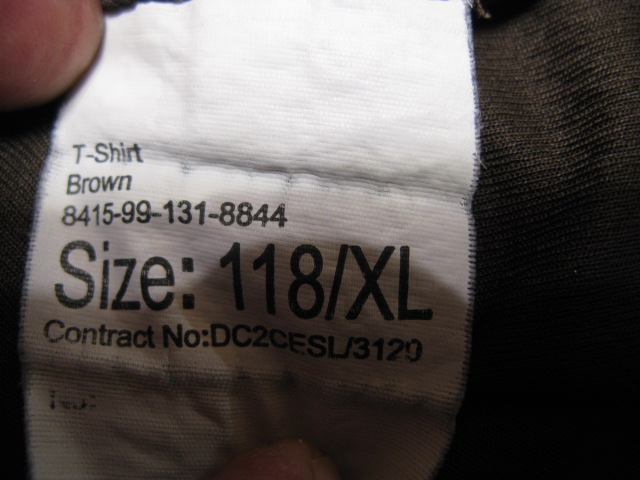 T-Shirt
Brown
8415-99-131-8844
Size: 118/XL
Contract No:DC2CESL/3120